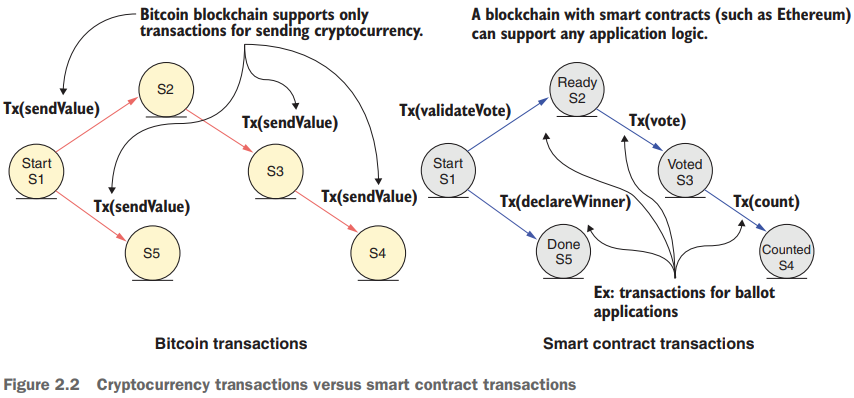 Bitcoin blockchain supports only
transactions for sending cryptocurrency.
Tx(sendValue)
S2
Tx(sendValue)
Start
S1
S3
Tx(sendValue)
Tx(sendValue)
S5
S4
Bitcoin transactions
A blockchain with smart contracts (such as Ethereum)
can support any application logic.
Ready
S2
Tx(validateVote)
Tx(vote)
Start
S1
Voted
S3
Tx(declareWinner)
Tx(count)
Done
S5
Counted
S4
Ex: transactions for ballot
applications
Smart contract transactions
Figure 2.2 Cryptocurrency transactions versus smart contract transactions